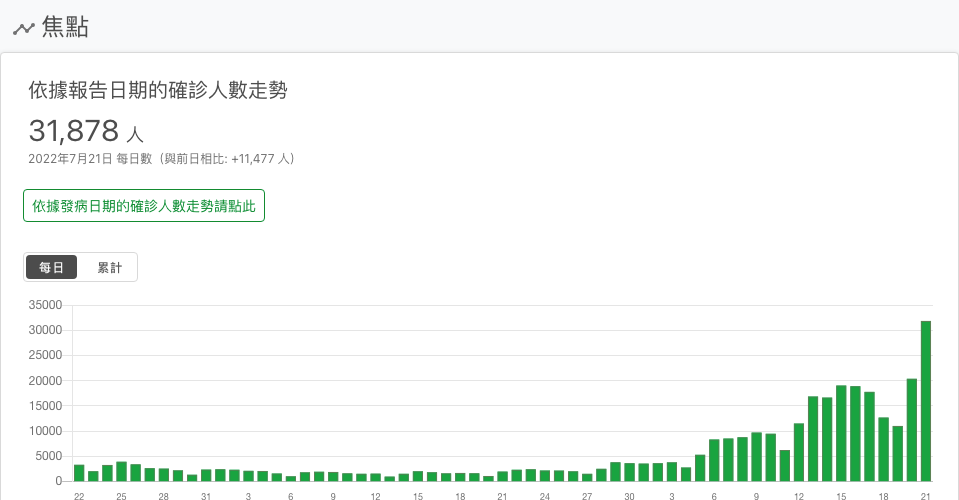 焦點
依據報告日期的確診人數走勢
31,878 人
2022年7月21日 每日數（與前日相比: +11,477 人）
依據發病日期的確診人數走勢請點此
每日 累計
35000
30000
25000
20000
15000
10000
5000
0
22 25 28 31 3 6 9 12 15 18 21 24 27 30 3 6 9 12 15 18 21